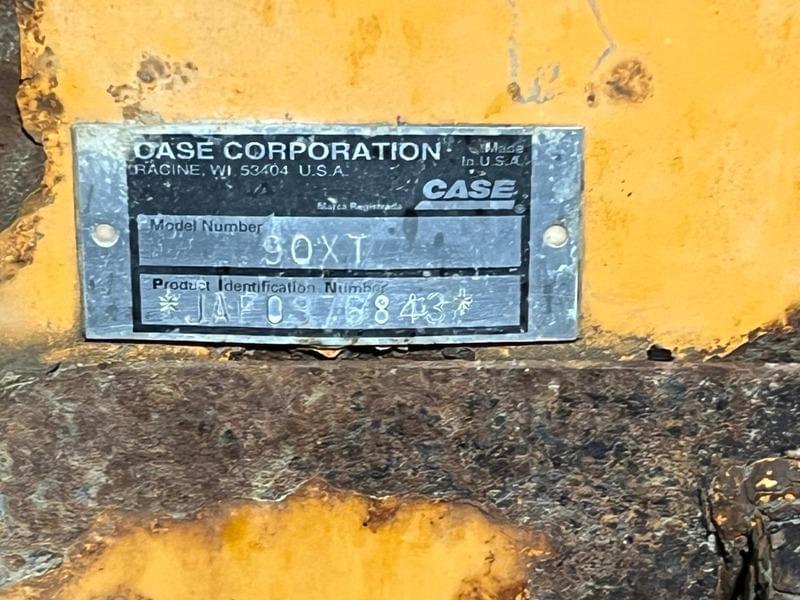 CASE CORPORATION
Made in U.S.A.
RACINE, WI 53404 U.S.A.
CASE
®
Marca Registrada
Model Number
90XT
Product Identification Number
*JAF0376843*